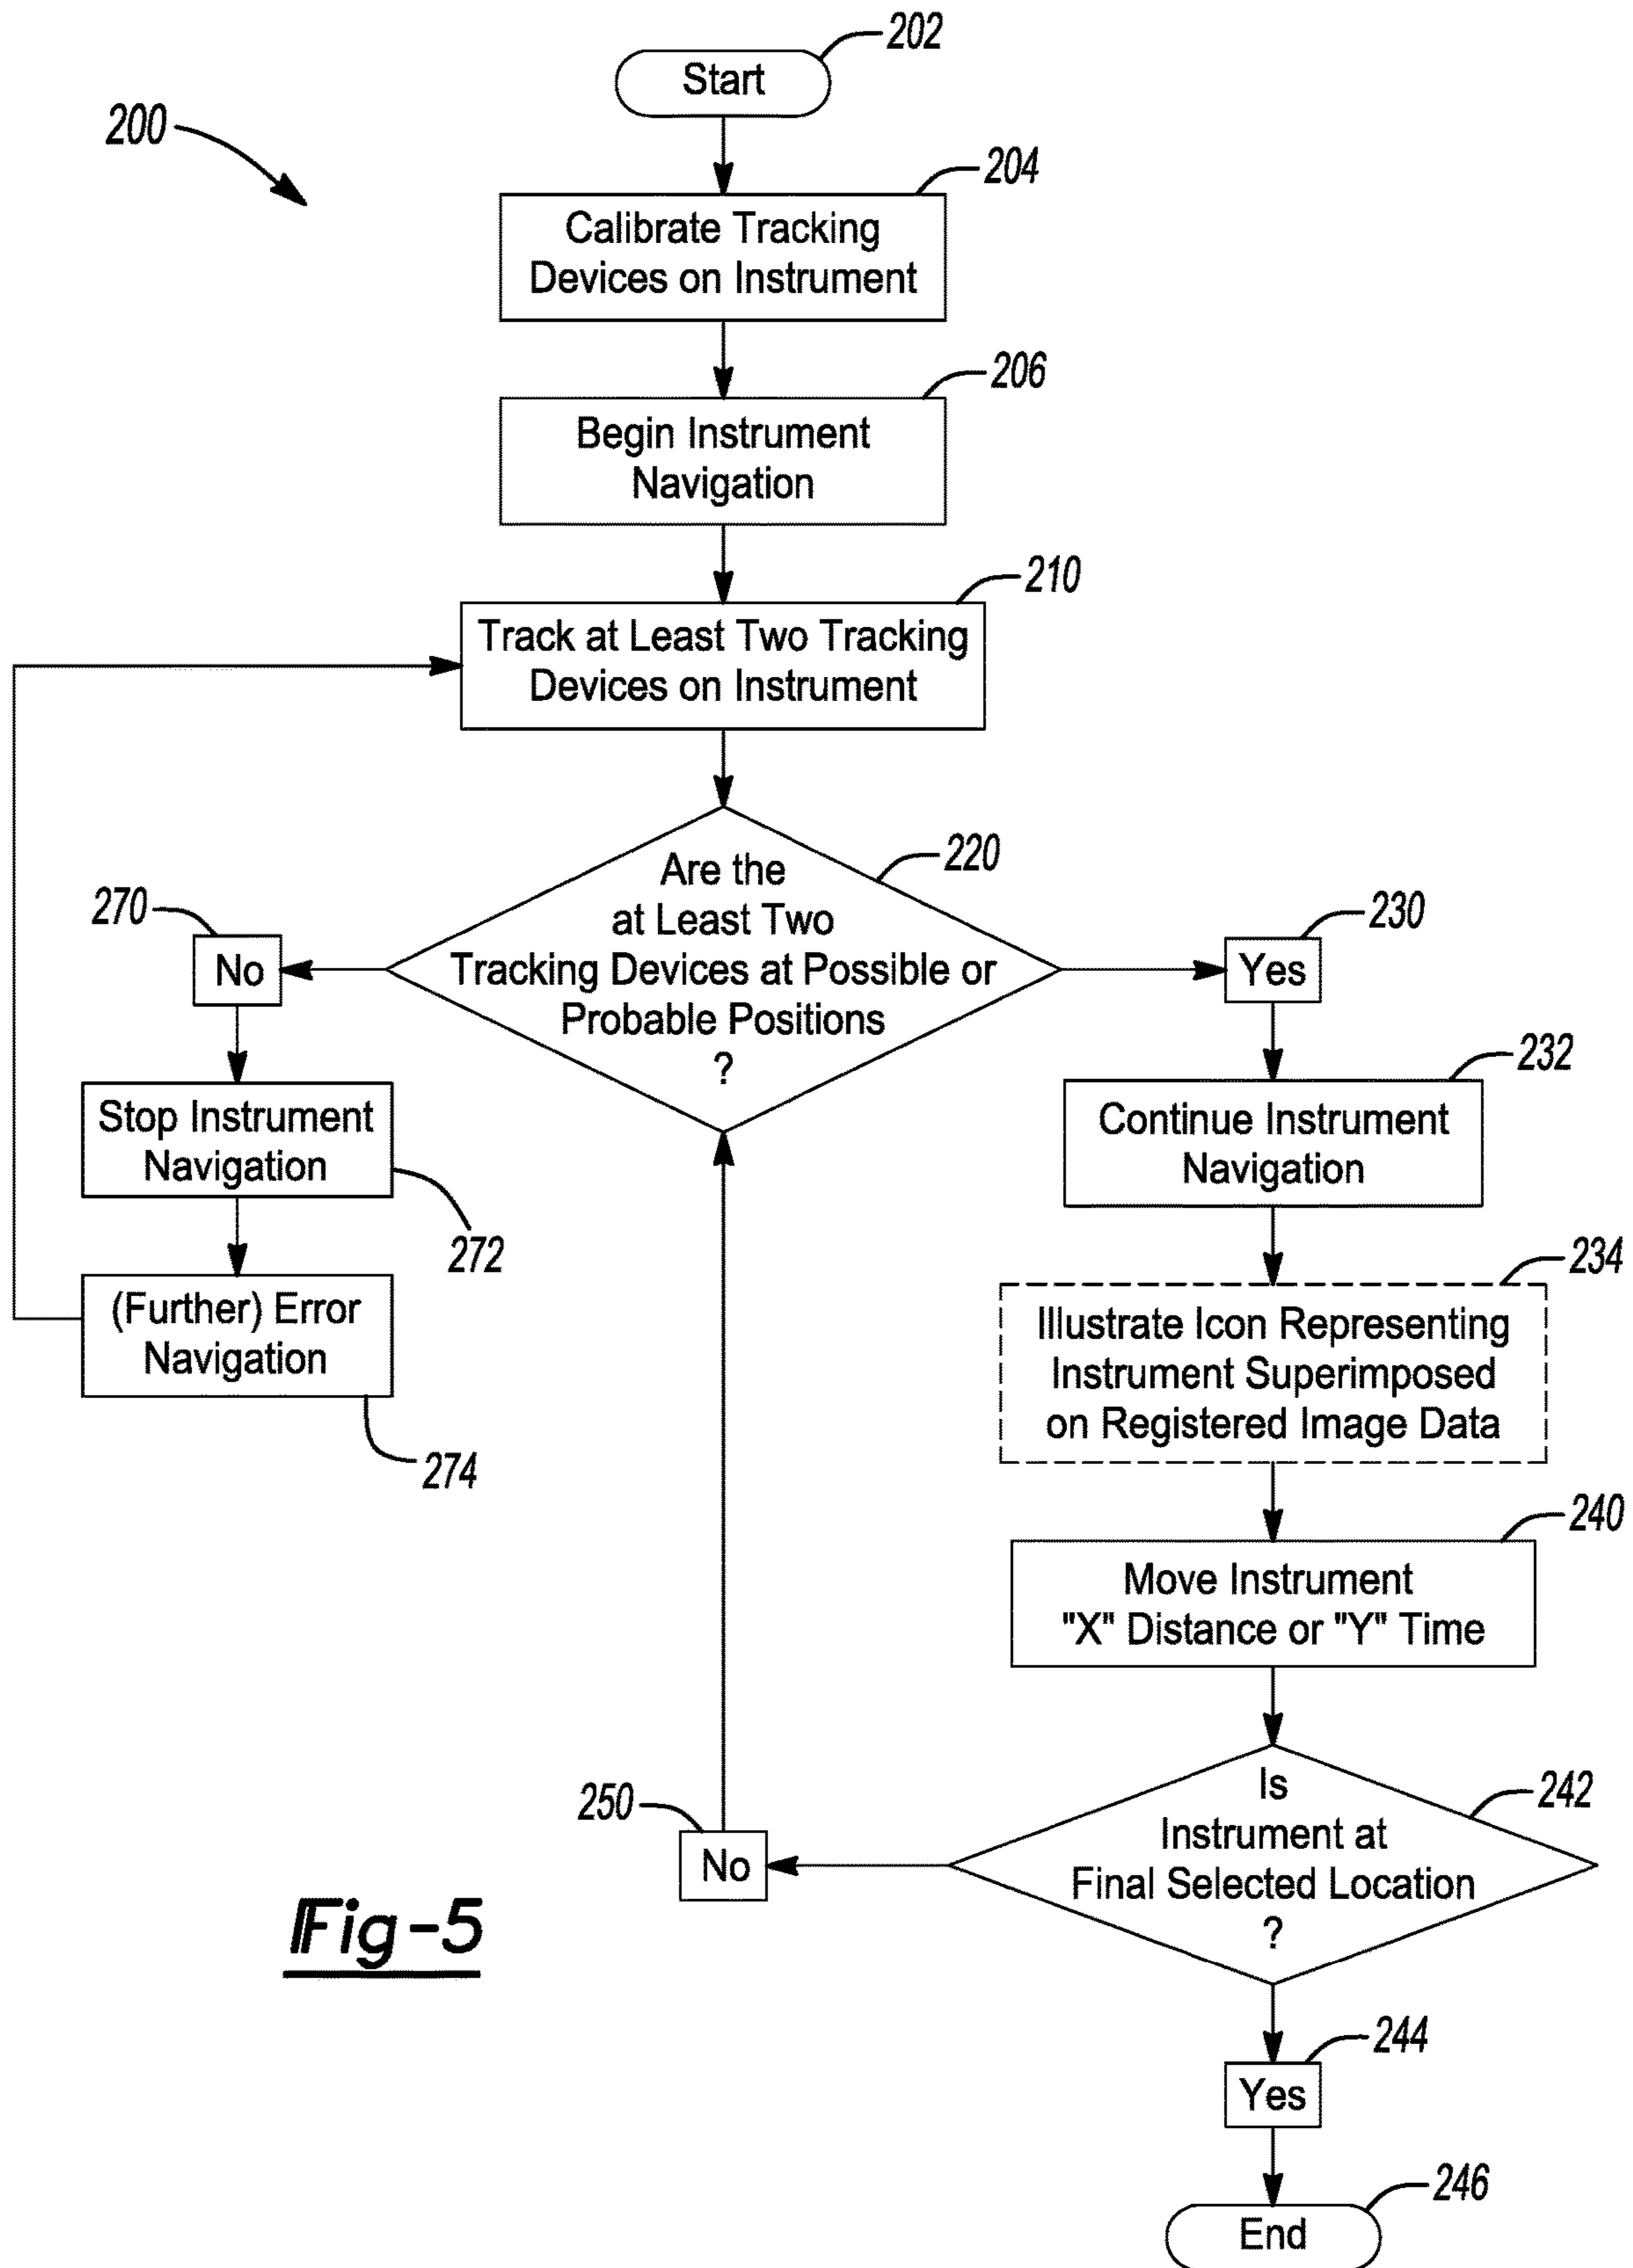 202
Start
200
204
Calibrate Tracking
Devices on Instrument
206
Begin Instrument
Navigation
210
Track at Least Two Tracking
Devices on Instrument
220
Are the
at Least Two
Tracking Devices at Possible or
Probable Positions
?
270
No
230
Yes
Stop Instrument
Navigation
272
232
Continue Instrument
Navigation
(Further) Error
Navigation
274
234
Illustrate Icon Representing
Instrument Superimposed
on Registered Image Data
240
Move Instrument
"X" Distance or "Y" Time
242
Is
Instrument at
Final Selected Location
?
250
No
244
Yes
246
End
Fig-5